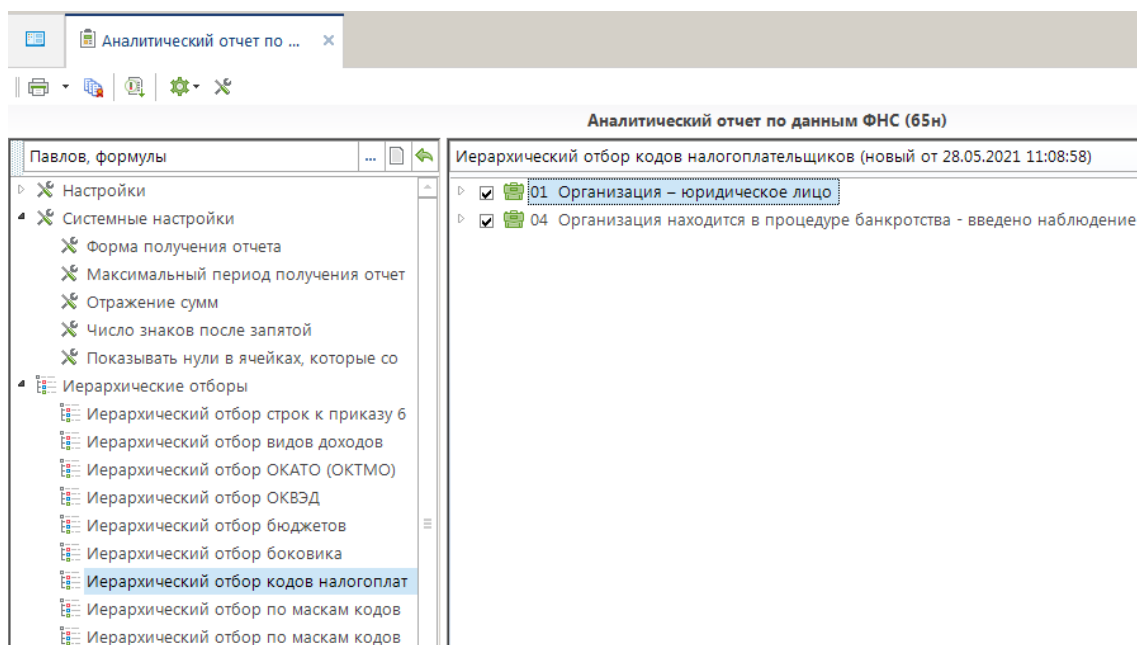 Аналитический отчет по ...
Аналитический отчет по данным ФНС (65н)
Павлов, формулы
...
Настройки
Системные настройки
Форма получения отчета
Максимальный период получения отчет
Отражение сумм
Число знаков после запятой
Показывать нули в ячейках, которые со
Иерархические отборы
Иерархический отбор строк к приказу 6
Иерархический отбор видов доходов
Иерархический отбор ОКАТО (ОКТМО)
Иерархический отбор ОКВЭД
Иерархический отбор бюджетов
Иерархический отбор боковика
Иерархический отбор кодов налогоплат
Иерархический отбор по маскам кодов
Иерархический отбор по маскам кодов
Иерархический отбор кодов налогоплательщиков (новый от 28.05.2021 11:08:58)
01 Организация – юридическое лицо
04 Организация находится в процедуре банкротства - введено наблюдение